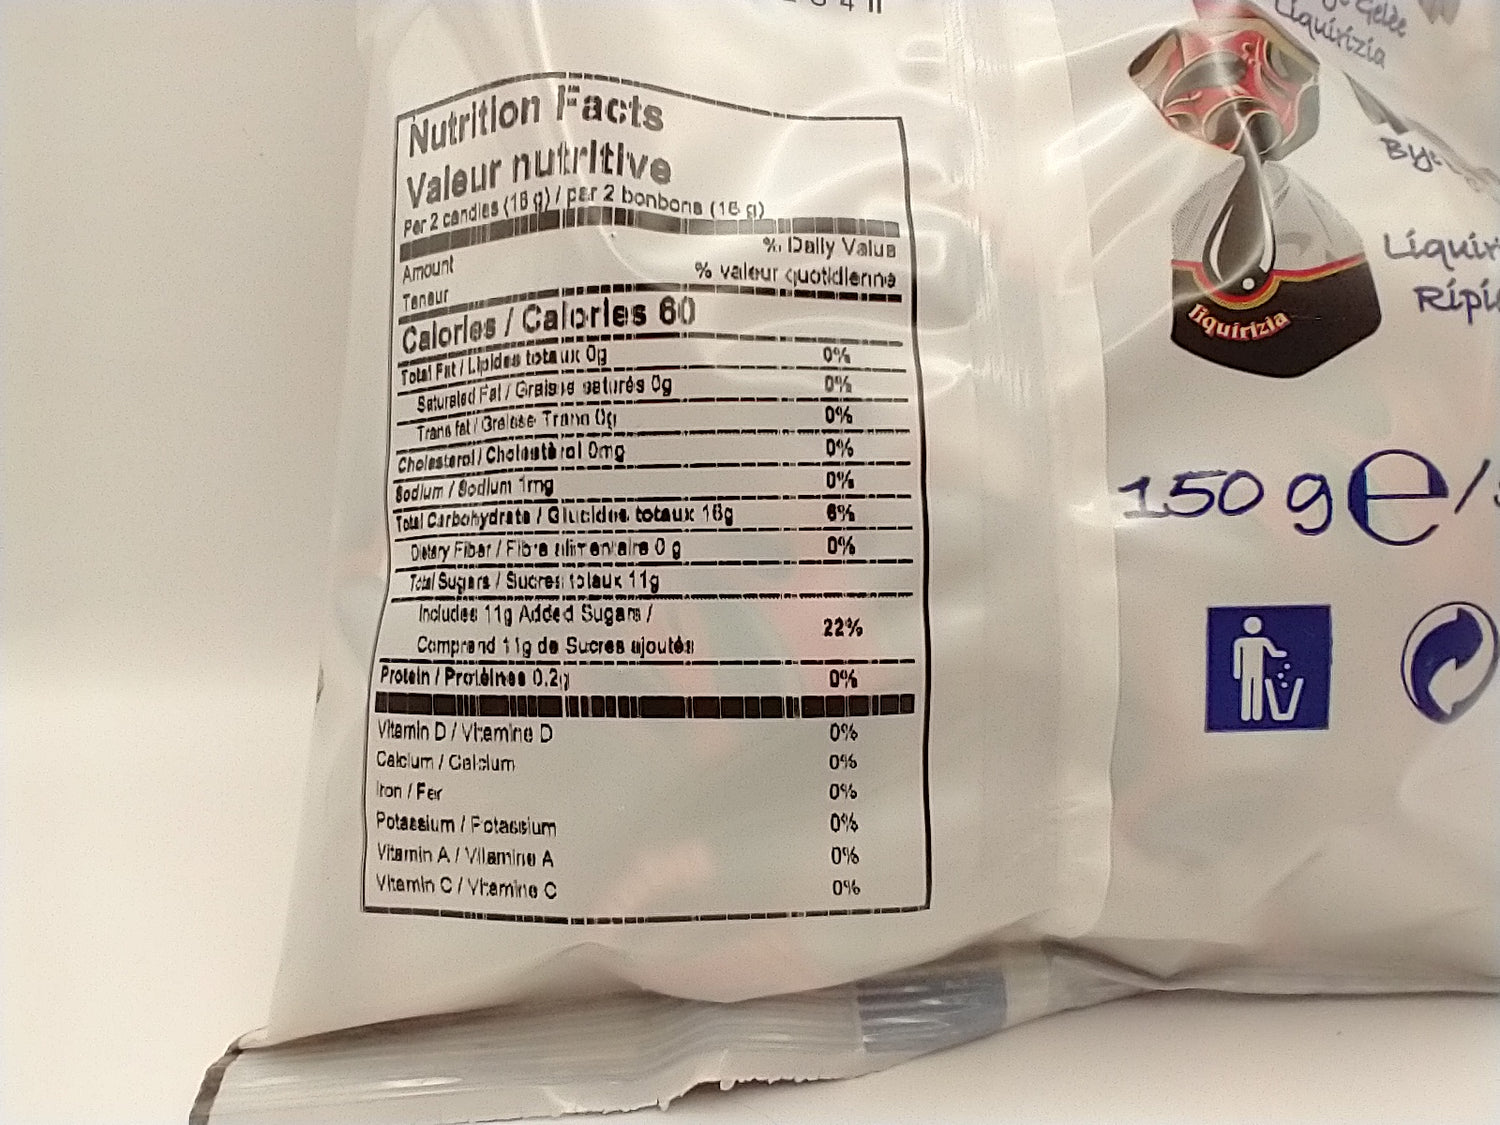 Nutrition Facts
Valeur nutritive
Per 2 candies (16 g) / par 2 bonbons (16 g)
% Daily Value
Amount
% valeur quotidienne
Teneur
Calories / Calories 60
Total Fat / Lipides totaux 0g 0%
Saturated Fat / Graisse saturés 0g 0%
Trans fat / Graisse Trans 0g 0%
Cholesterol / Cholestèrol 0mg 0%
Sodium / Sodium 1mg 0%
Total Carbohydrate / Glucides totaux 16g 6%
Dietary Fiber / Fibre alimentaire 0 g 0%
Total Sugars / Sucres totaux 11g
Includes 11g Added Sugars /
Comprend 11g de Sucres ajoutés 22%
Protein / Protéines 0.2g 0%
Vitamin D / Vitamine D 0%
Calcium / Calcium 0%
Iron / Fer 0%
Potassium / Potassium 0%
Vitamin A / Vitamine A 0%
Vitamin C / Vitamine C 0%
Gelèe
Liquirizia
liquirizia
150 g e /